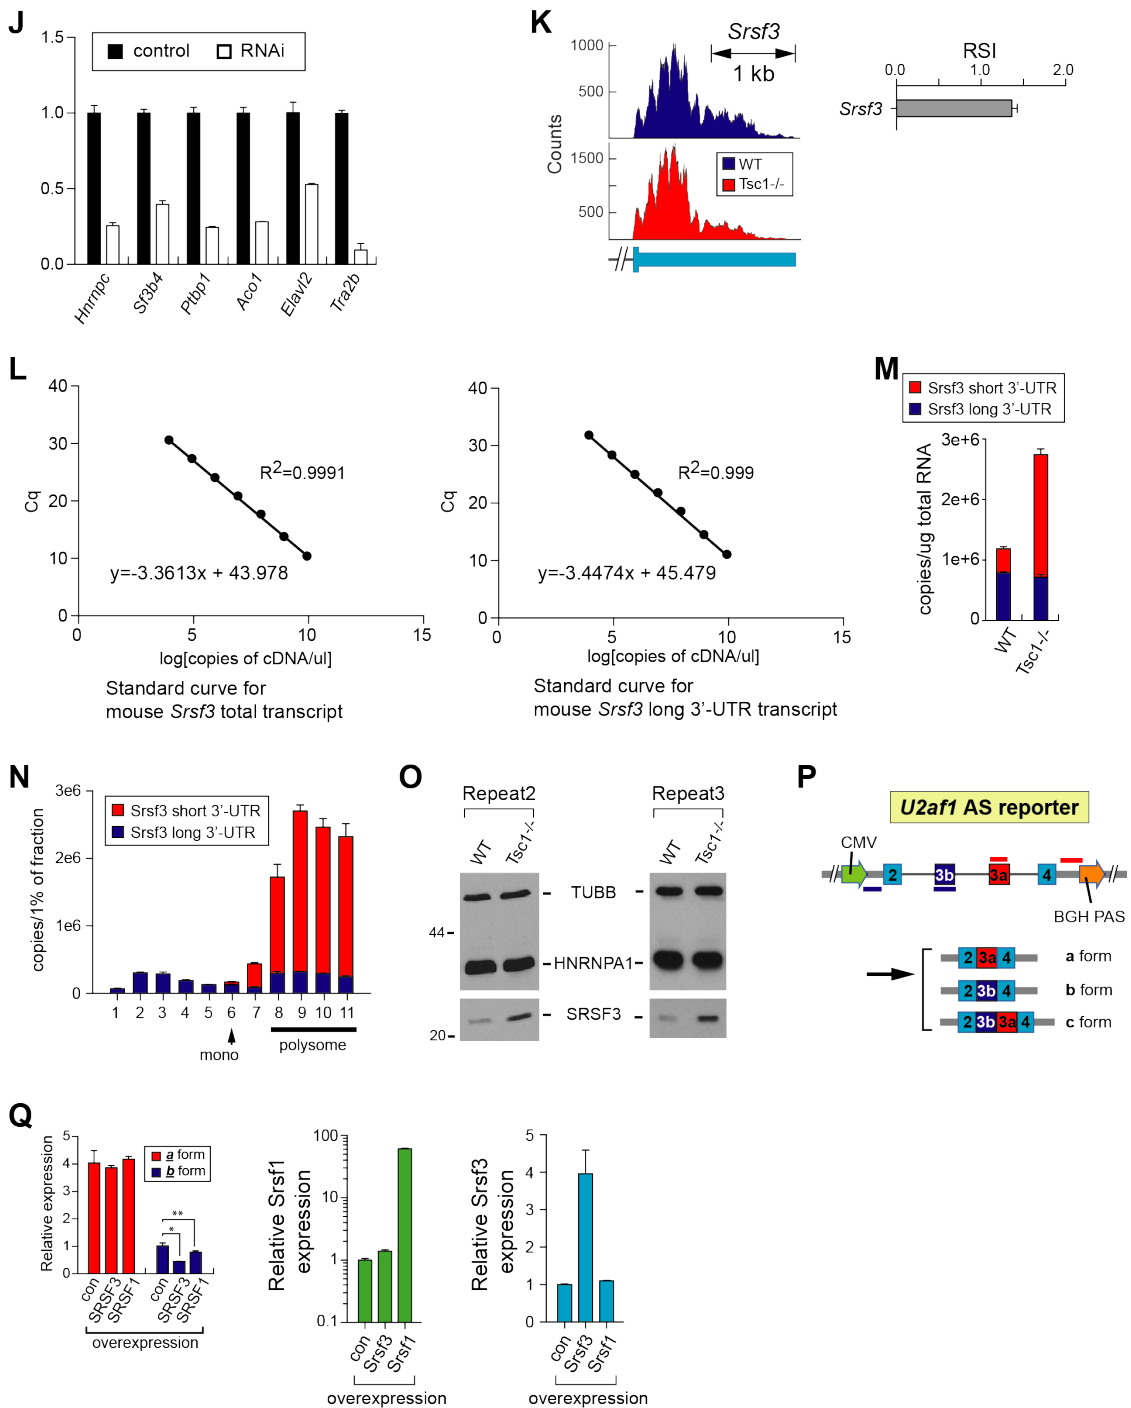 J
1.5
1.0
0.5
0.0
control
RNAi
Hnrnpc
Sf3b4
Ptbp1
Aco1
Elavl2
Tra2b
K
Srsf3
1 kb
1000
500
Counts
1500
500
WT
Tsc1-/-
RSI
0.0
1.0
2.0
Srsf3
L
40
30
20
10
0
Cq
R2=0.9991
y=-3.3613x + 43.978
0
5
10
15
log[copies of cDNA/ul]
Standard curve for
mouse Srsf3 total transcript
40
30
20
10
0
Cq
R2=0.999
y=-3.4474x + 45.479
0
5
10
15
log[copies of cDNA/ul]
Standard curve for
mouse Srsf3 long 3'-UTR transcript
M
Srsf3 short 3'-UTR
Srsf3 long 3'-UTR
3e+6
2e+6
1e+6
0
copies/ug total RNA
WT
Tsc1-/-
N
3e6
2e6
1e6
0
copies/1% of fraction
Srsf3 short 3'-UTR
Srsf3 long 3'-UTR
1 2 3 4 5 6 7 8 9 10 11
mono
polysome
O
Repeat2
Repeat3
WT
Tsc1-/-
WT
Tsc1-/-
TUBB
44
HNRNPA1
SRSF3
20
P
U2af1 AS reporter
CMV
2 3b 3a 4
BGH PAS
2 3a 4 a form
2 3b 4 b form
2 3b 3a 4 c form
Q
5
4
3
2
1
0
Relative expression
a form
b form
**
*
con
SRSF3
SRSF1
con
SRSF3
SRSF1
overexpression
100
10
1
0.1
Relative Srsf1
expression
con
Srsf3
Srsf1
overexpression
5
4
3
2
1
0
Relative Srsf3
expression
con
Srsf3
Srsf1
overexpression